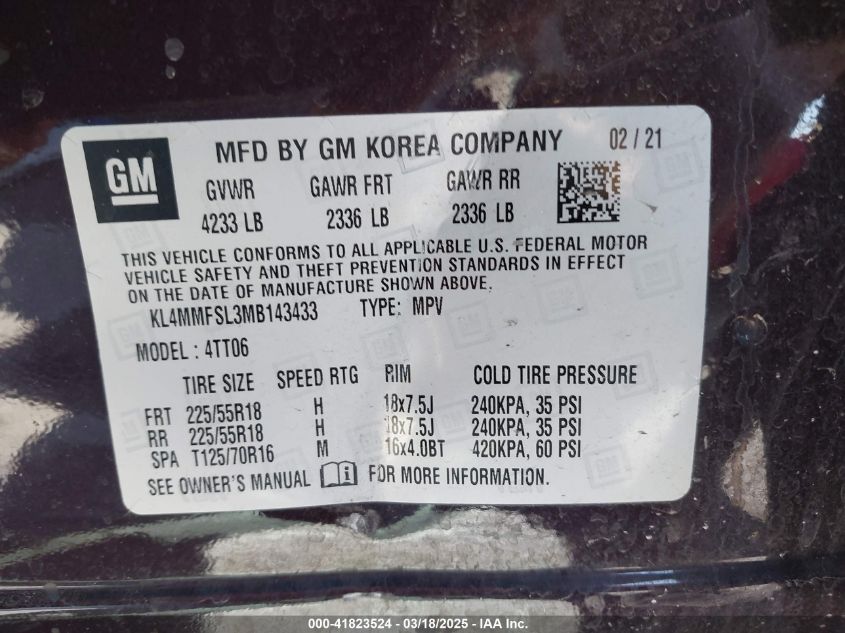 GM
MFD BY GM KOREA COMPANY 02 / 21
GVWR GAWR FRT GAWR RR
4233 LB 2336 LB 2336 LB
THIS VEHICLE CONFORMS TO ALL APPLICABLE U.S. FEDERAL MOTOR
VEHICLE SAFETY AND THEFT PREVENTION STANDARDS IN EFFECT
ON THE DATE OF MANUFACTURE SHOWN ABOVE.
KL4MMFSL3MB143433 TYPE: MPV
MODEL : 4TT06
TIRE SIZE SPEED RTG RIM COLD TIRE PRESSURE
FRT 225/55R18 H 18x7.5J 240KPA, 35 PSI
RR 225/55R18 H 18x7.5J 240KPA, 35 PSI
SPA T125/70R16 M 16x4.0BT 420KPA, 60 PSI
SEE OWNER'S MANUAL FOR MORE INFORMATION.
000-41823524 - 03/18/2025 - IAA Inc.